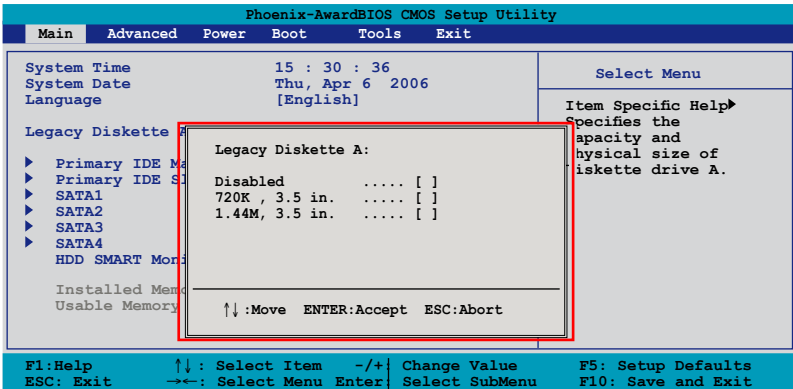 Phoenix-AwardBIOS CMOS Setup Utility
Main Advanced Power Boot Tools Exit
System Time 15 : 30 : 36
System Date Thu, Apr 6 2006
Language [English]
Legacy Diskette A
Primary IDE Ma
Primary IDE Sl
SATA1
SATA2
SATA3
SATA4
HDD SMART Moni
Installed Memo
Usable Memory
Legacy Diskette A:
Disabled ..... [ ]
720K , 3.5 in. ..... [ ]
1.44M, 3.5 in. ..... [ ]
↑↓ :Move ENTER:Accept ESC:Abort
Select Menu
Item Specific Help
Specifies the
apacity and
hysical size of
iskette drive A.
F1:Help ↑↓ : Select Item -/+: Change Value F5: Setup Defaults
ESC: Exit →←: Select Menu Enter: Select SubMenu F10: Save and Exit